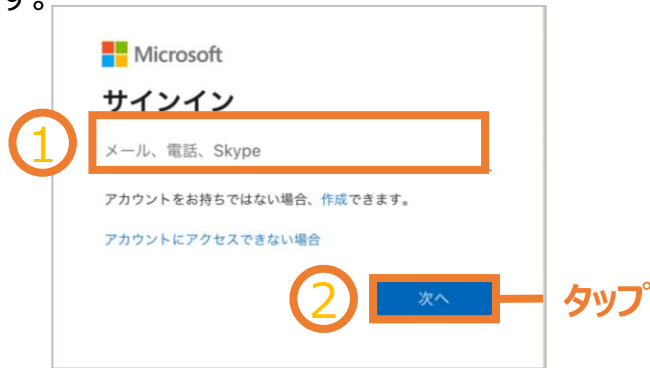 す。
Microsoft
サインイン
① メール、電話、Skype
アカウントをお持ちではない場合、作成できます。
アカウントにアクセスできない場合
② 次へ タップ